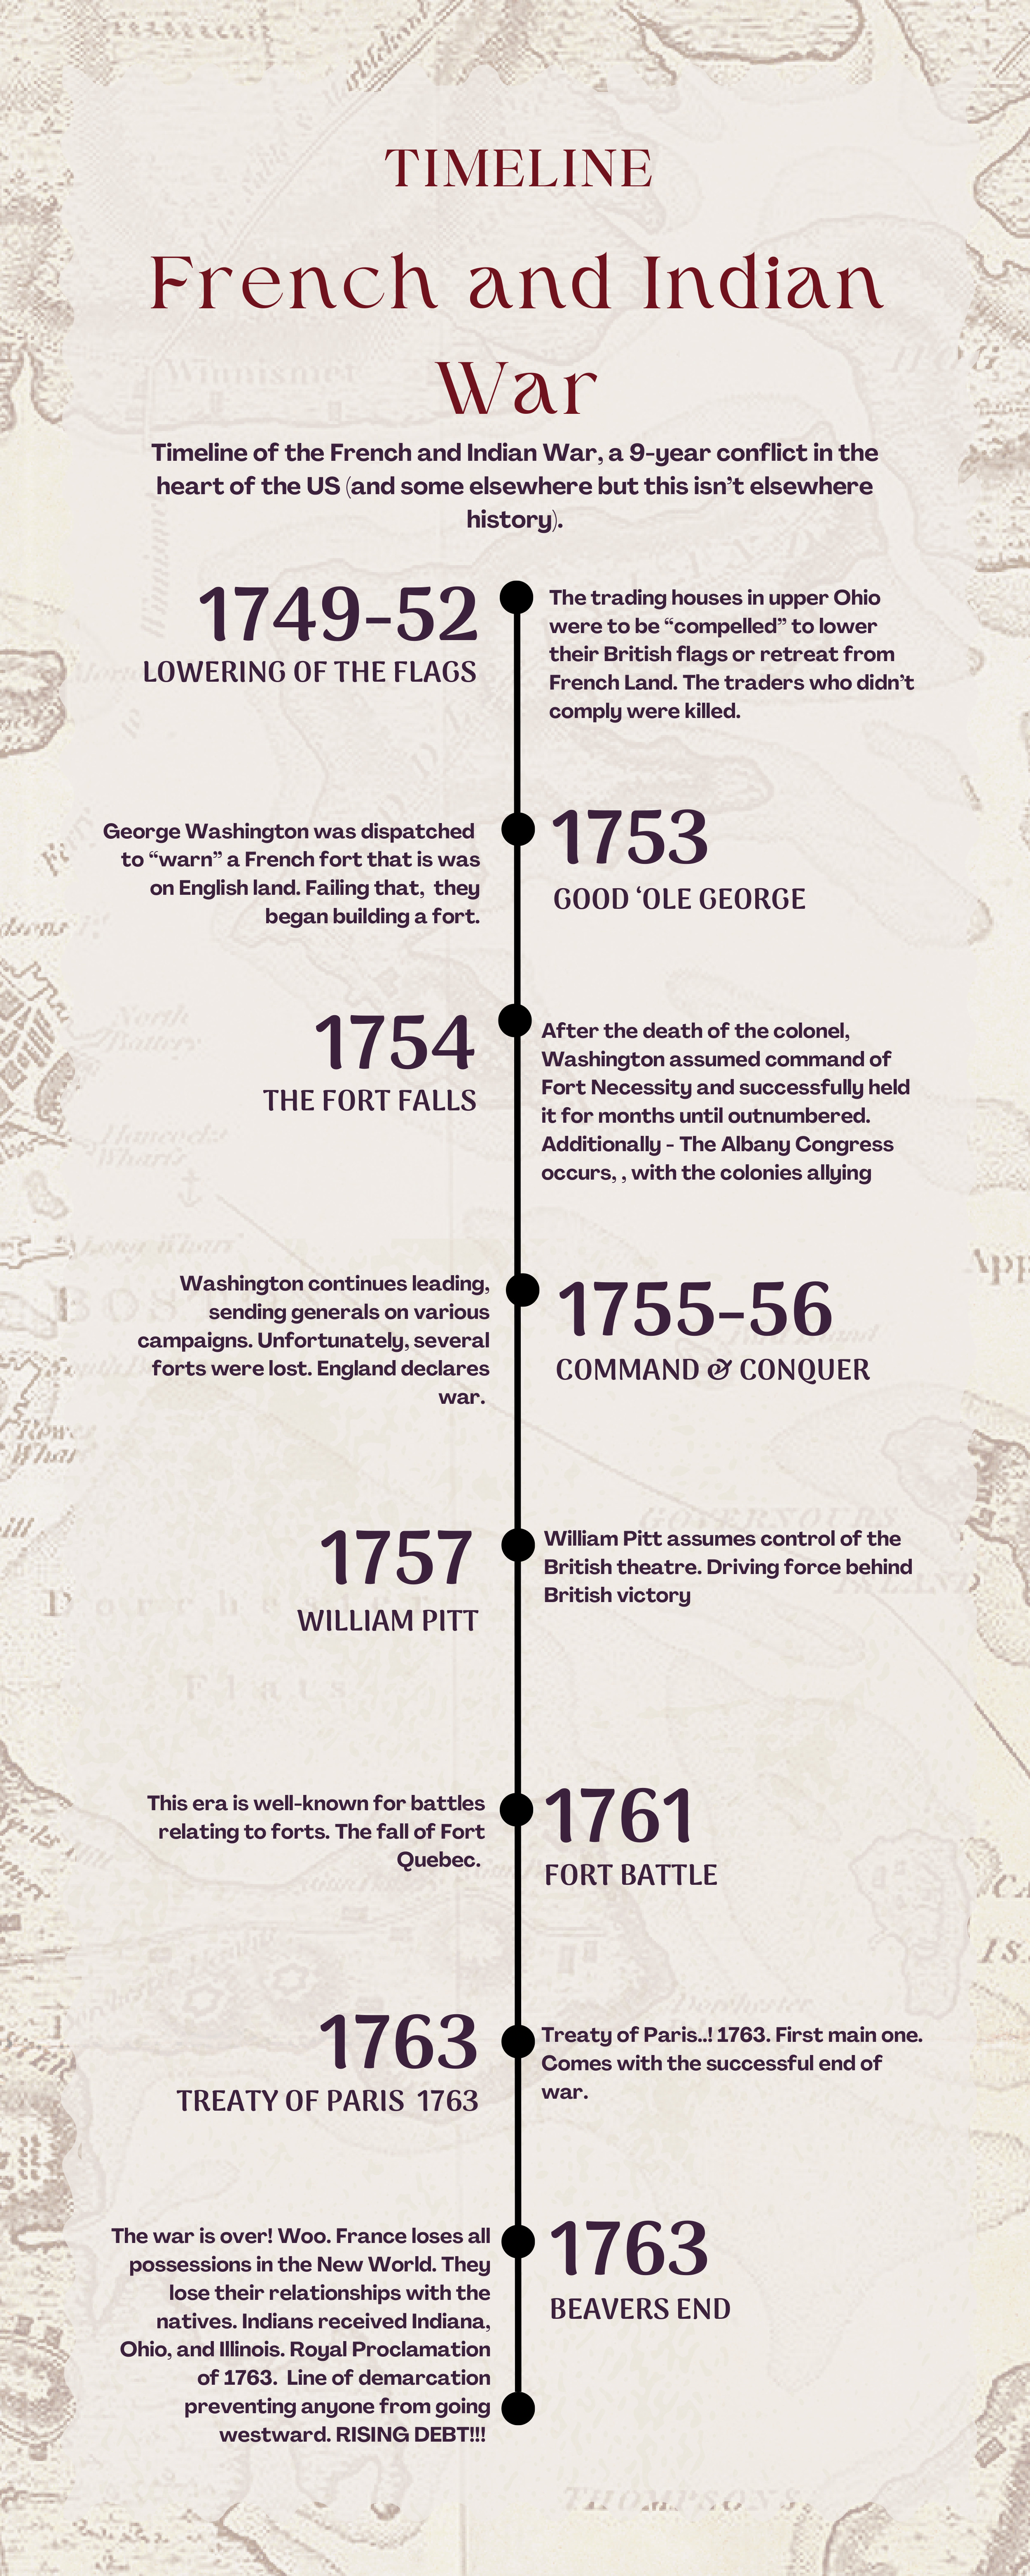 TIMELINE
French and Indian
War
Timeline of the French and Indian War, a 9-year conflict in the
heart of the US (and some elsewhere but this isn't elsewhere
history).
1749-52
LOWERING OF THE FLAGS
The trading houses in upper Ohio
were to be “compelled” to lower
their British flags or retreat from
French Land. The traders who didn't
comply were killed.
1753
GOOD ‘OLE GEORGE
George Washington was dispatched
to “warn” a French fort that is was
on English land. Failing that, they
began building a fort.
1754
THE FORT FALLS
After the death of the colonel,
Washington assumed command of
Fort Necessity and successfully held
it for months until outnumbered.
Additionally - The Albany Congress
occurs, , with the colonies allying
1755-56
COMMAND & CONQUER
Washington continues leading,
sending generals on various
campaigns. Unfortunately, several
forts were lost. England declares
war.
1757
WILLIAM PITT
William Pitt assumes control of the
British theatre. Driving force behind
British victory
1761
FORT BATTLE
This era is well-known for battles
relating to forts. The fall of Fort
Quebec.
1763
TREATY OF PARIS 1763
Treaty of Paris..! 1763. First main one.
Comes with the successful end of
war.
1763
BEAVERS END
The war is over! Woo. France loses all
possessions in the New World. They
lose their relationships with the
natives. Indians received Indiana,
Ohio, and Illinois. Royal Proclamation
of 1763. Line of demarcation
preventing anyone from going
westward. RISING DEBT!!!
North
Battery
Hancock's
Wharf
Long Wharf
Flats
THOMPSONS